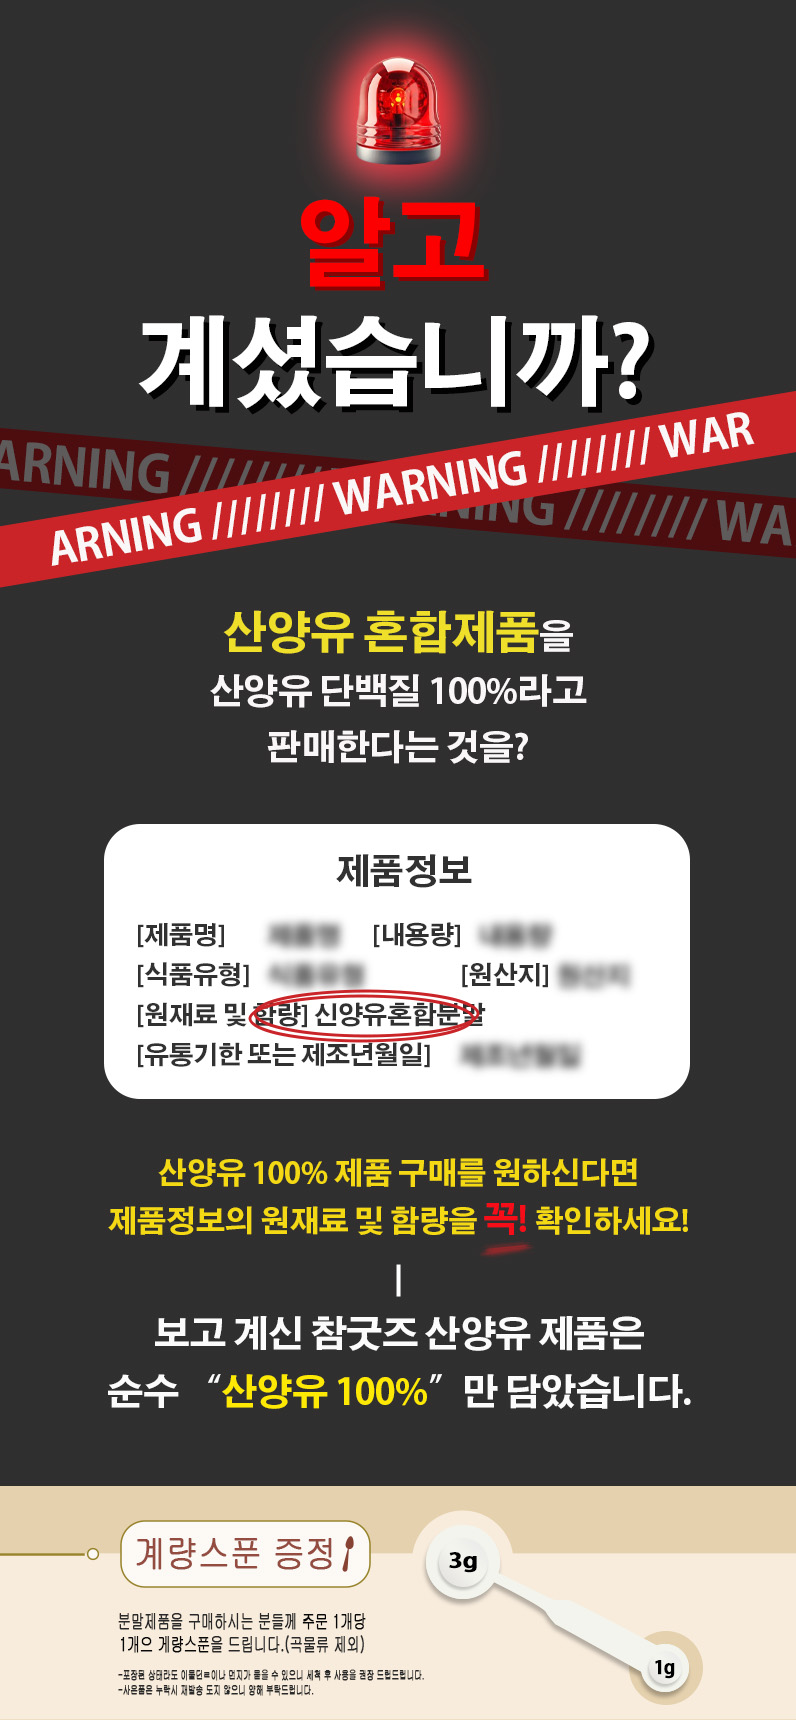 알고
계셨습니까?
ARNING //////// WARNING //////// WAR
ARNING //////// WARNING //////// WA
산양유 혼합제품을
산양유 단백질 100%라고
판매한다는 것을?
제품정보
[제품명] [내용량]
[식품유형] [원산지]
[원재료 및 함량] 신양유혼합분말
[유통기한 또는 제조년월일]
산양유 100% 제품 구매를 원하신다면
제품정보의 원재료 및 함량을 꼭! 확인하세요!
보고 계신 참굿즈 산양유 제품은
순수 “산양유 100%” 만 담았습니다.
계량스푼 증정
3g
1g
분말제품을 구매하시는 분들께 주문 1개당
1개으 게량스푼을 드립니다.(곡물류 제외)
-포장된 상태라도 이물딘ㅌ이나 먼지가 묻을 수 있으니 세척 후 사용을 권장 드립드립니다.
-사은품은 누락시 재발송 도지 않으니 양해 부탁드립니다.